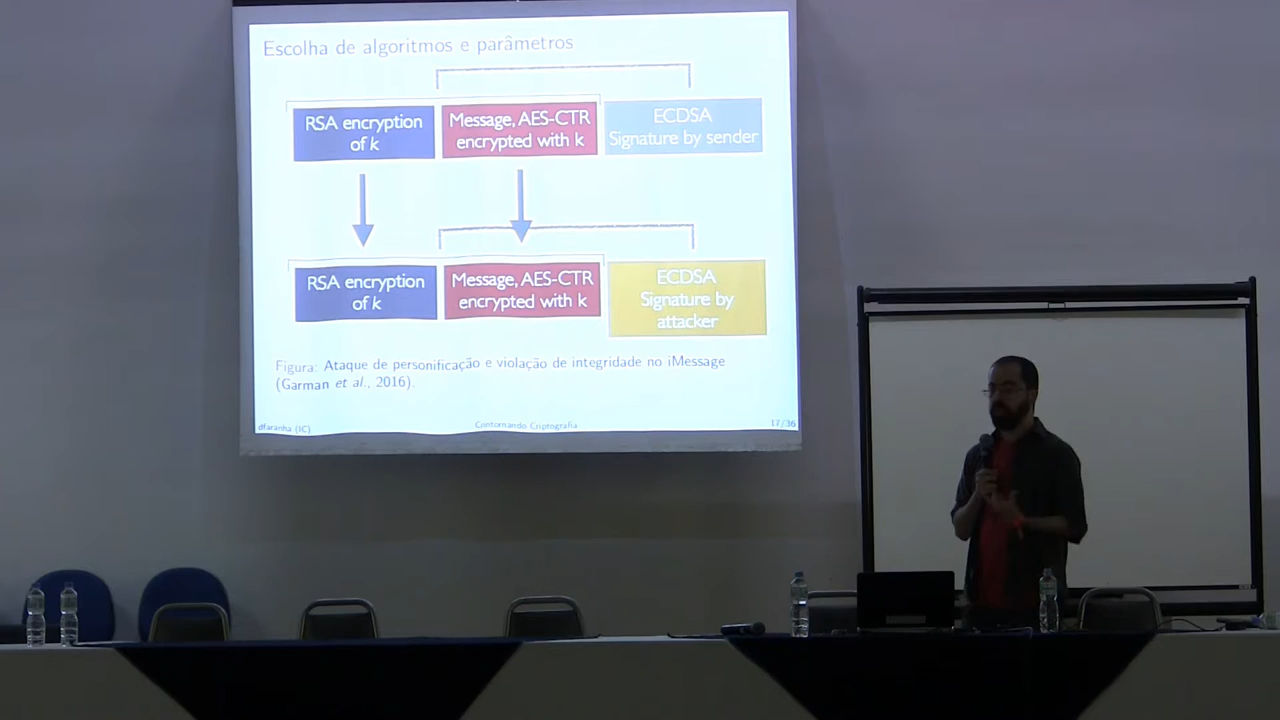 Escolha de algoritmos e parâmetros
RSA encryption
of k
Message, AES-CTR
encrypted with k
ECDSA
Signature by sender
RSA encryption
of k
Message, AES-CTR
encrypted with k
ECDSA
Signature by
attacker
Figura: Ataque de personificação e violação de integridade no iMessage
(Garman et al., 2016).
dfaranha (IC)
Contornando Criptografia
17/36